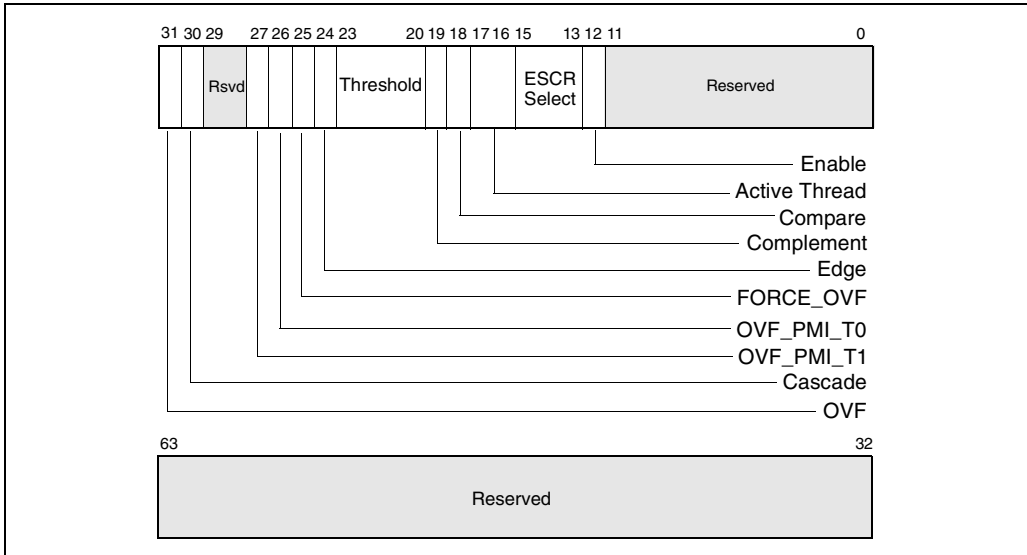 31 30 29 27 26 25 24 23 20 19 18 17 16 15 13 12 11 0
Rsvd Threshold ESCR Select Reserved
Enable
Active Thread
Compare
Complement
Edge
FORCE_OVF
OVF_PMI_T0
OVF_PMI_T1
Cascade
OVF
63 32
Reserved